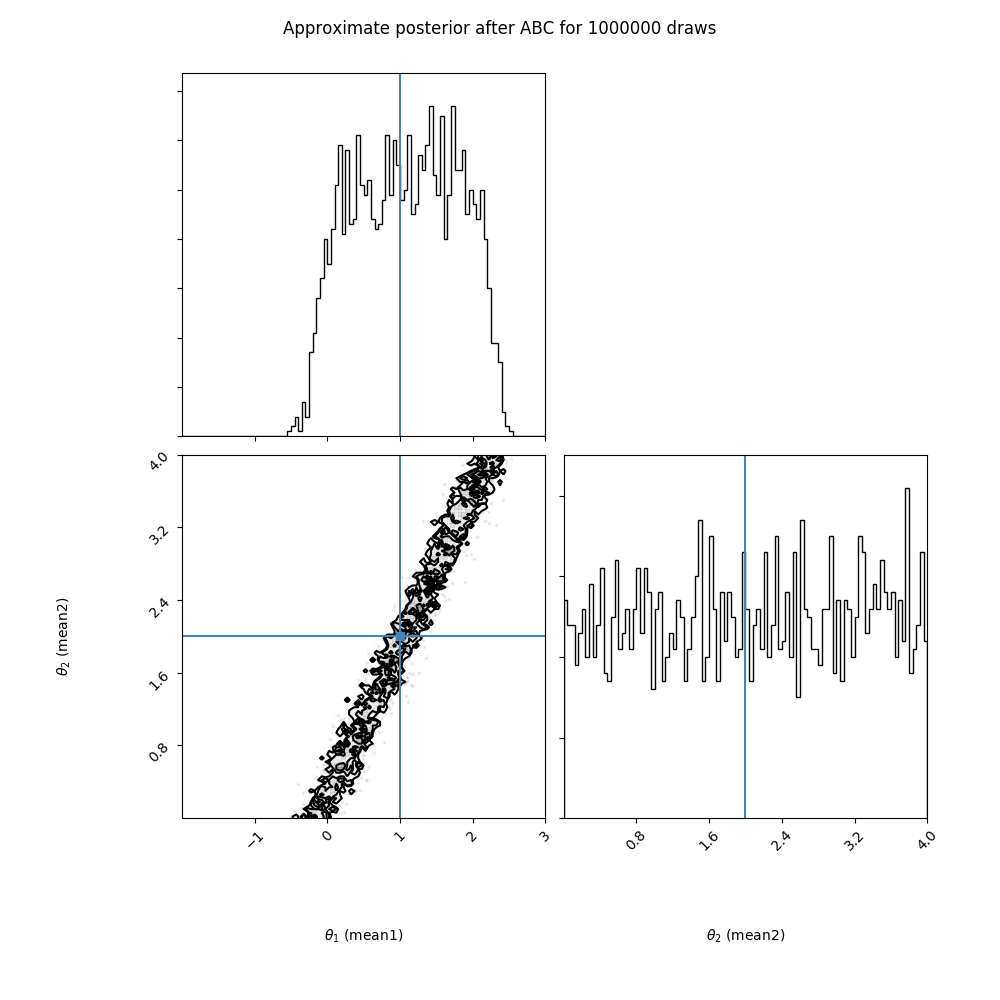 Approximate posterior after ABC for 1000000 draws
4.0
3.2
2.4
1.6
0.8
θ₂ (mean2)
−1 0 1 2 3
0.8 1.6 2.4 3.2 4.0
θ₁ (mean1)
θ₂ (mean2)